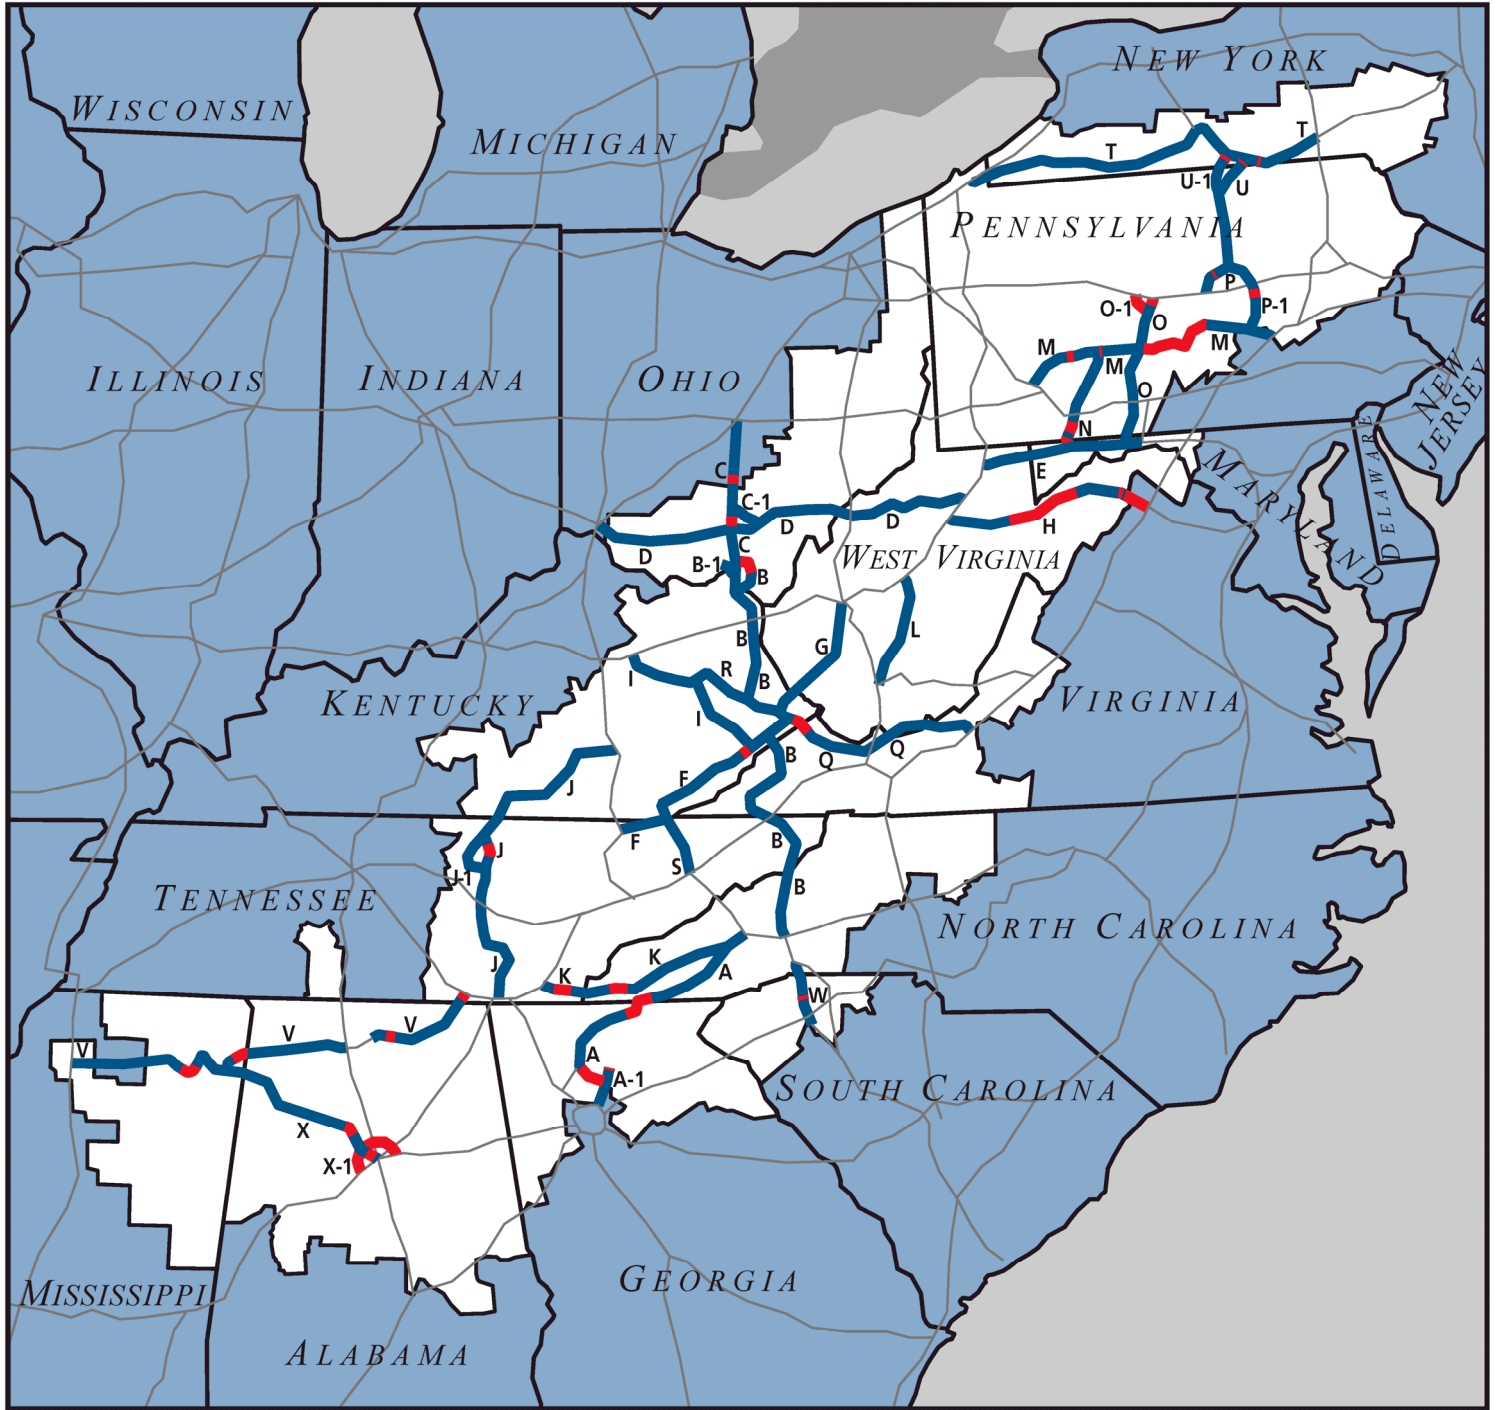 NEW YORK
WISCONSIN
MICHIGAN
T
T
U-1
U
PENNSYLVANIA
P
P-1
O-1
O
M
M
M
ILLINOIS
INDIANA
OHIO
O
NEW
JERSEY
N
DELAWARE
MARYLAND
E
C
C-1
D
D
H
C
D
B-1
B
WEST VIRGINIA
L
B
G
I
R
B
KENTUCKY
VIRGINIA
I
B
Q
Q
F
J
F
B
S
J
J-1
B
TENNESSEE
NORTH CAROLINA
K
J
K
A
W
V
V
V
A
A-1
SOUTH CAROLINA
X
X-1
GEORGIA
MISSISSIPPI
ALABAMA